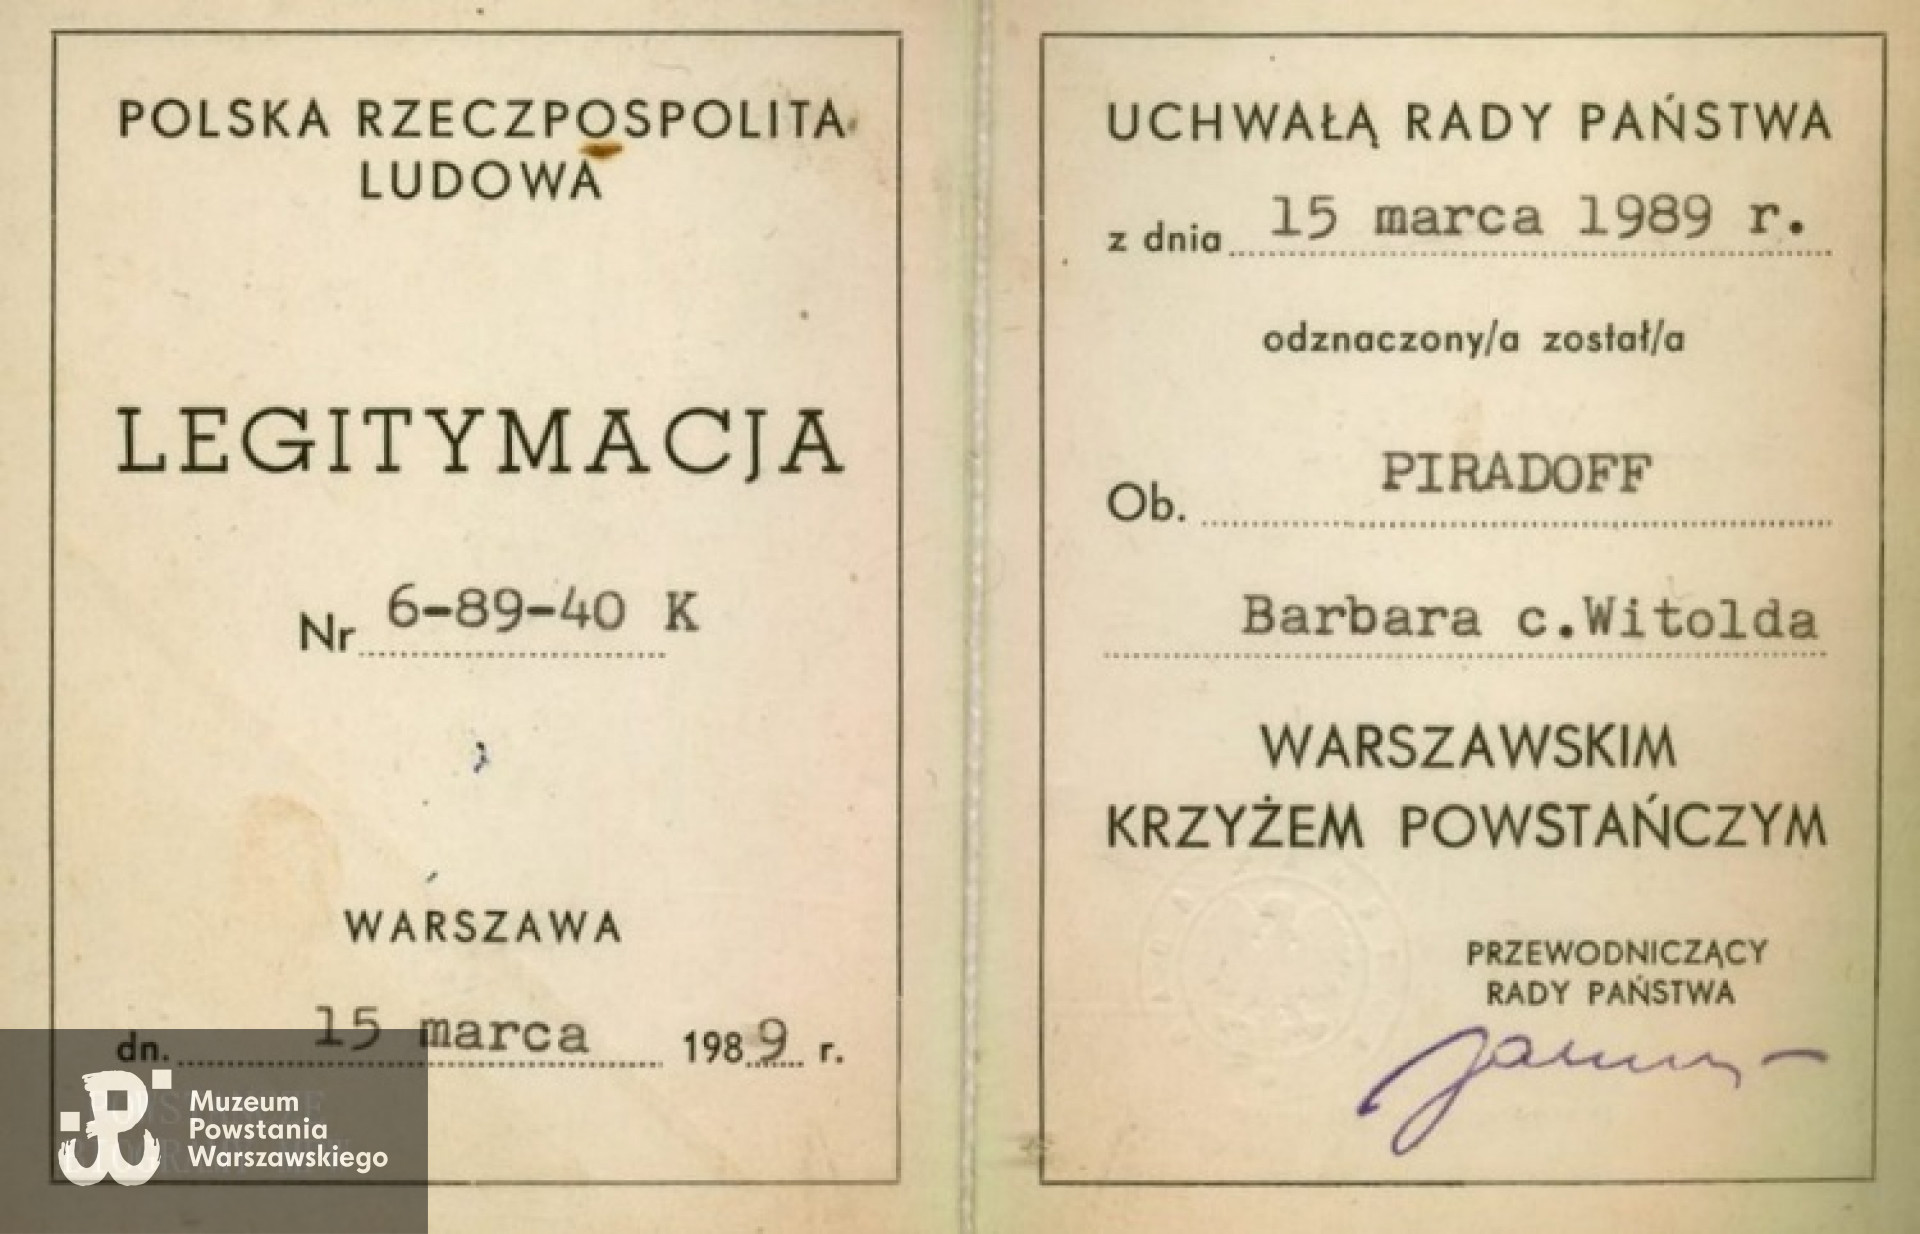 POLSKA RZECZPOSPOLITA
LUDOWA
LEGITYMACJA
Nr 6-89-40 K
WARSZAWA
dn. 15 marca 1989 r.
Muzeum
Powstania
Warszawskiego
UCHWAŁĄ RADY PAŃSTWA
z dnia 15 marca 1989 r.
odznaczony/a został/a
Ob. PIRADOFF
Barbara c.Witolda
WARSZAWSKIM
KRZYŻEM POWSTAŃCZYM
PRZEWODNICZĄCY
RADY PAŃSTWA